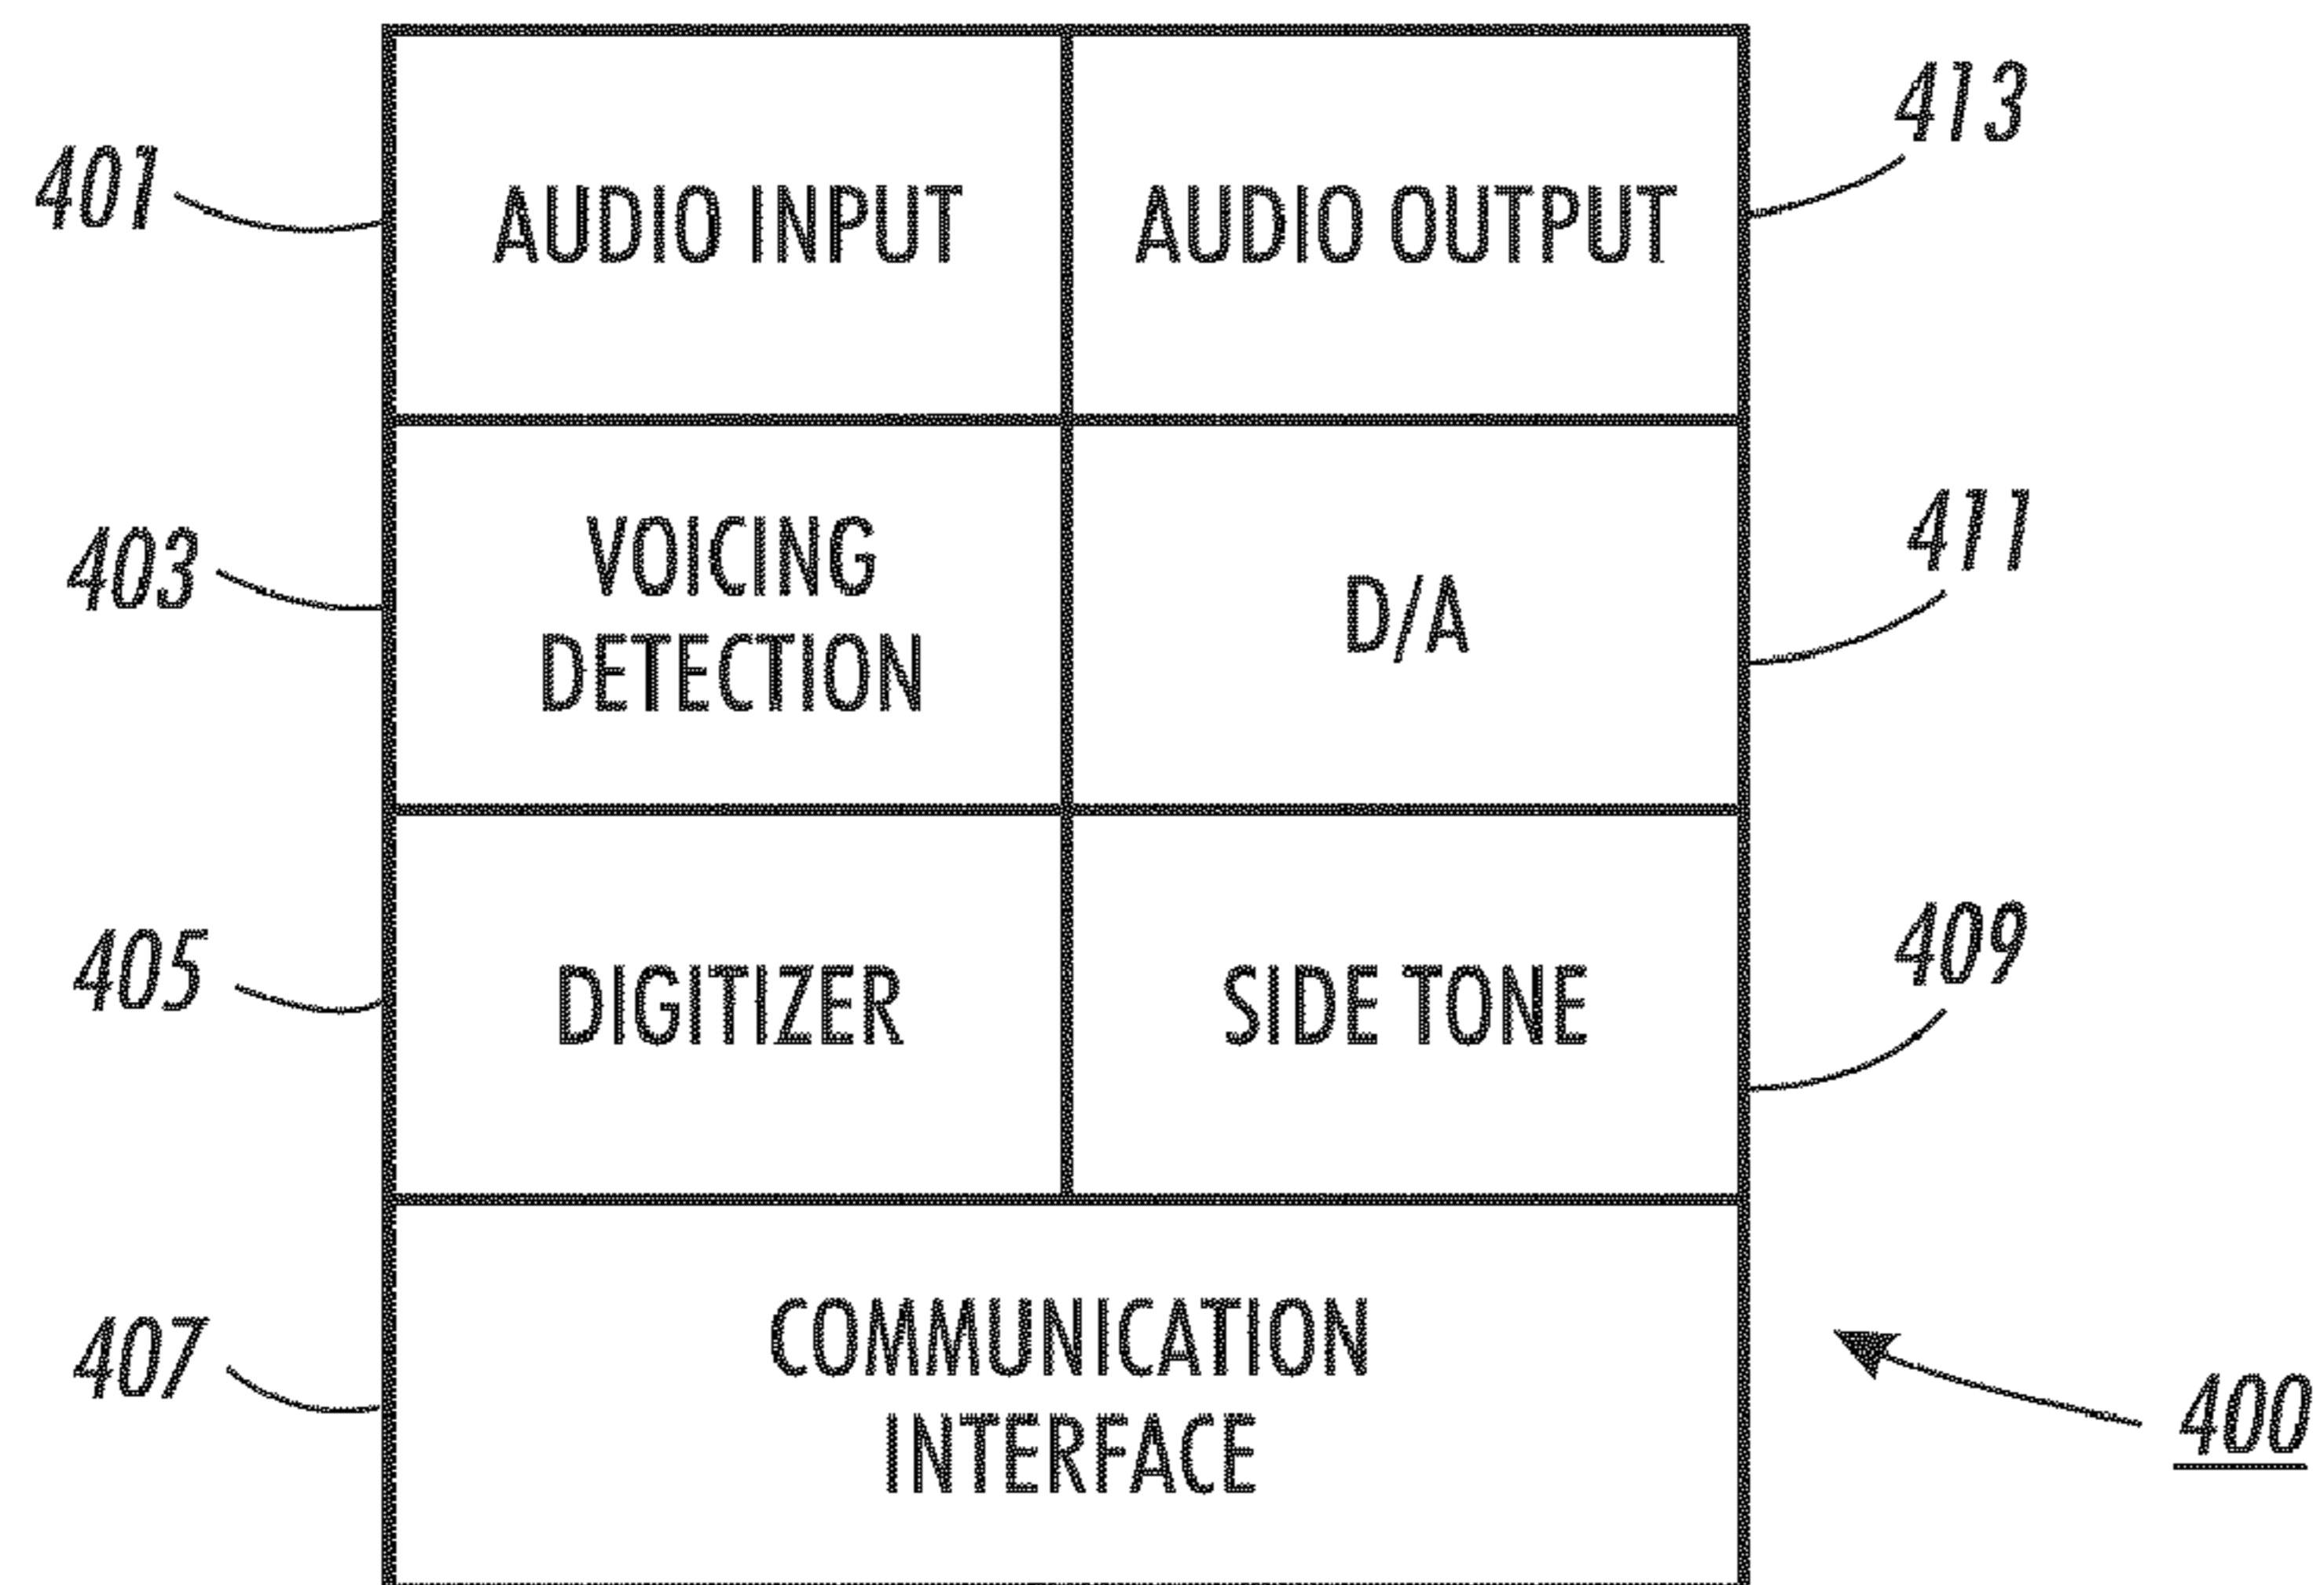 413
401
AUDIO INPUT
AUDIO OUTPUT
403
VOICING
DETECTION
D/A
411
405
DIGITIZER
SIDE TONE
409
407
COMMUNICATION
INTERFACE
400